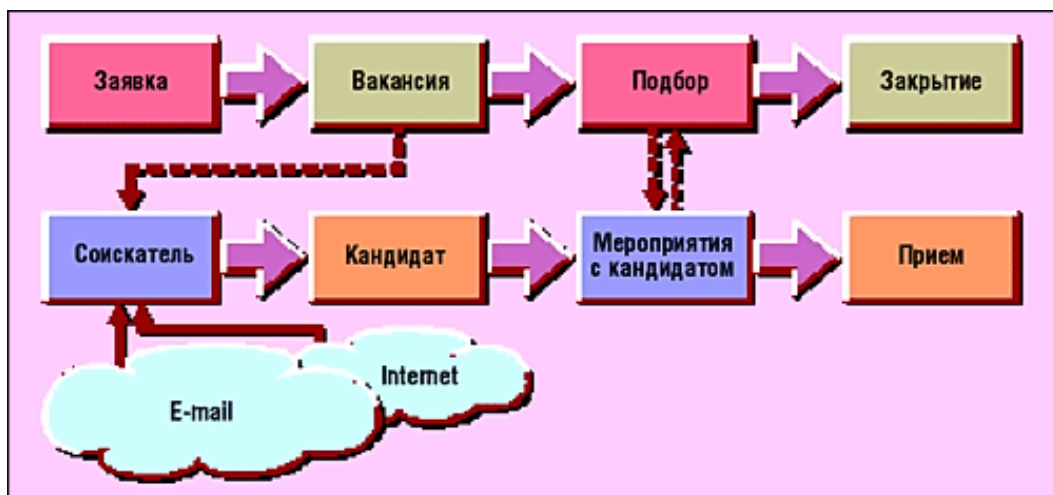 Заявка
Вакансия
Подбор
Закрытие
Соискатель
Кандидат
Мероприятия
с кандидатом
Прием
Internet
E-mail